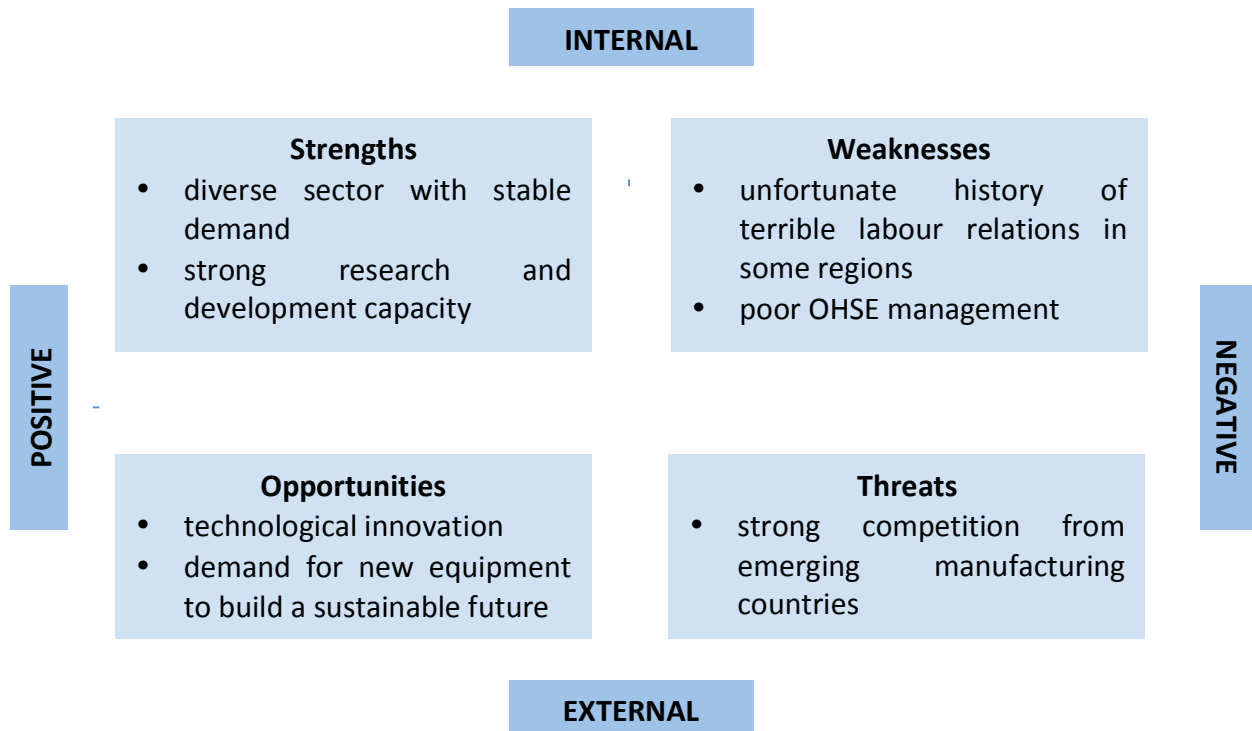 INTERNAL
Strengths
• diverse sector with stable
demand
• strong research and
development capacity
Weaknesses
• unfortunate history of
terrible labour relations in
some regions
• poor OHSE management
POSITIVE
NEGATIVE
Opportunities
• technological innovation
• demand for new equipment
to build a sustainable future
Threats
• strong competition from
emerging manufacturing
countries
EXTERNAL